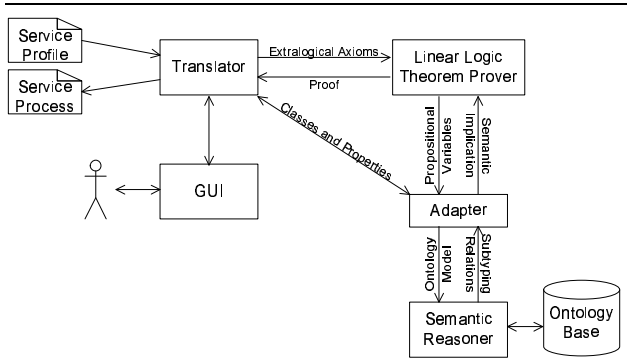 Service
Profile
Service
Process
Translator
Extralogical Axioms
Proof
Linear Logic
Theorem Prover
Classes and Properties
Propositional
Variables
Semantic
Implication
GUI
Adapter
Ontology
Model
Subtyping
Relations
Semantic
Reasoner
Ontology
Base